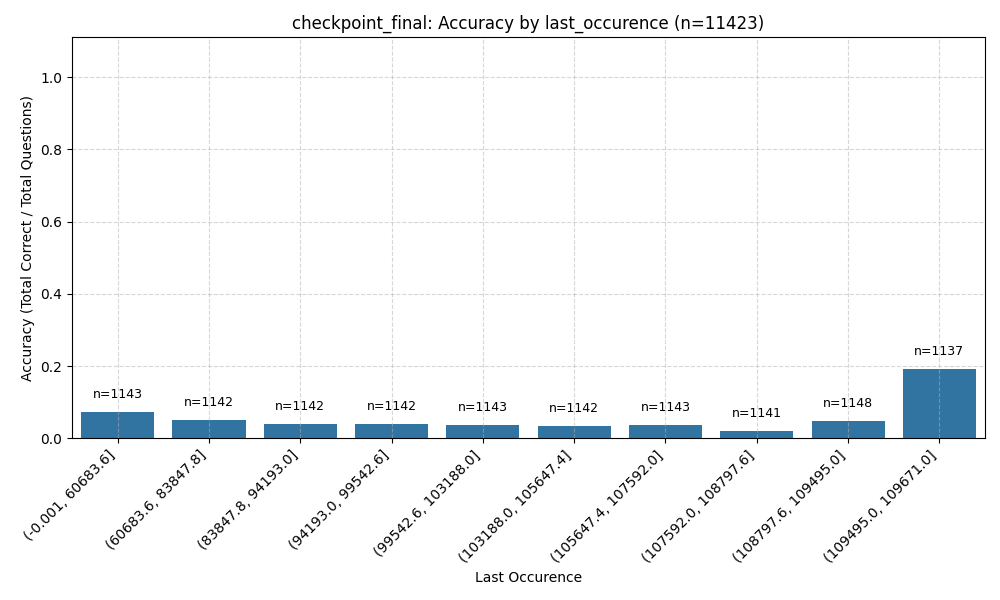 checkpoint_final: Accuracy by last_occurence (n=11423)
Accuracy (Total Correct / Total Questions)
1.0
0.8
0.6
0.4
0.2
0.0
n=1143
n=1142
n=1142
n=1142
n=1143
n=1142
n=1143
n=1141
n=1148
n=1137
(-0.001, 60683.6]
(60683.6, 83847.8]
(83847.8, 94193.0]
(94193.0, 99542.6]
(99542.6, 103188.0]
(103188.0, 105647.4]
(105647.4, 107592.0]
(107592.0, 108797.6]
(108797.6, 109495.0]
(109495.0, 109671.0]
Last Occurence